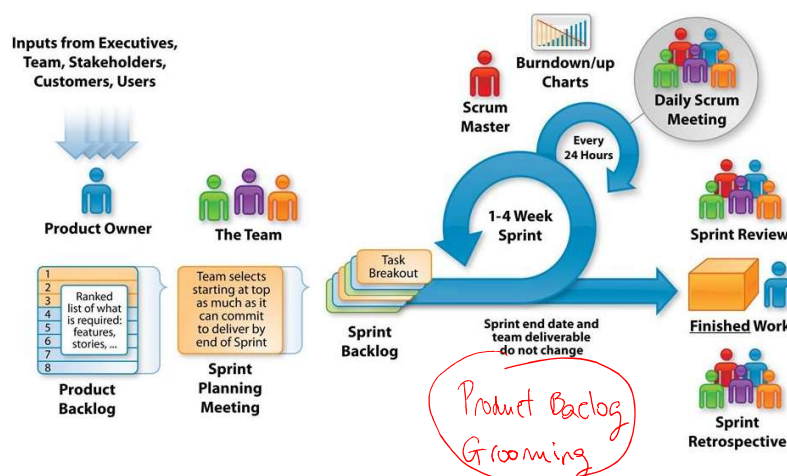 Inputs from Executives,
Team, Stakeholders,
Customers, Users
Product Owner
The Team
1
2
3
4
5
6
7
8
Ranked
list of what
is required:
features,
stories, ...
Product
Backlog
Team selects
starting at top
as much as it
can commit
to deliver by
end of Sprint
Sprint
Planning
Meeting
Task
Breakout
Sprint
Backlog
Scrum
Master
Burndown/up
Charts
Every
24 Hours
Daily Scrum
Meeting
1-4 Week
Sprint
Sprint end date and
team deliverable
do not change
Product Baclog
Grooming
Sprint Review
Finished Work
Sprint
Retrospective